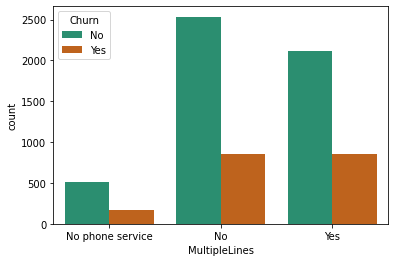 Churn
No
Yes
2500
2000
1500
1000
500
0
count
No phone service
No
Yes
MultipleLines